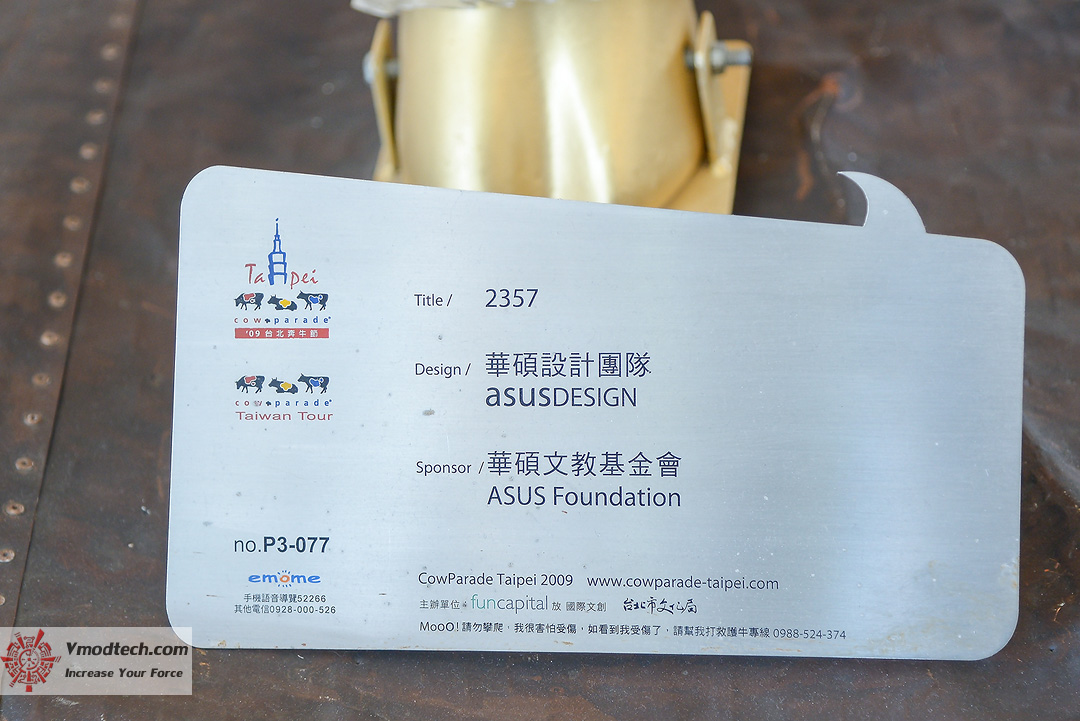 Taipei
cow parade®
'09 台北奔牛節
cow parade®
Taiwan Tour
Title / 2357
Design / 華碩設計團隊
asusDESIGN
Sponsor / 華碩文教基金會
ASUS Foundation
no.P3-077
emome
手機語音導覽52266
其他電信0928-000-526
CowParade Taipei 2009 www.cowparade-taipei.com
主辦單位 funcapital 放 國際文創 台北市文化局
MooO! 請勿攀爬，我很害怕受傷，如看到我受傷了，請幫我打救護牛專線 0988-524-374
Vmodtech.com
Increase Your Force